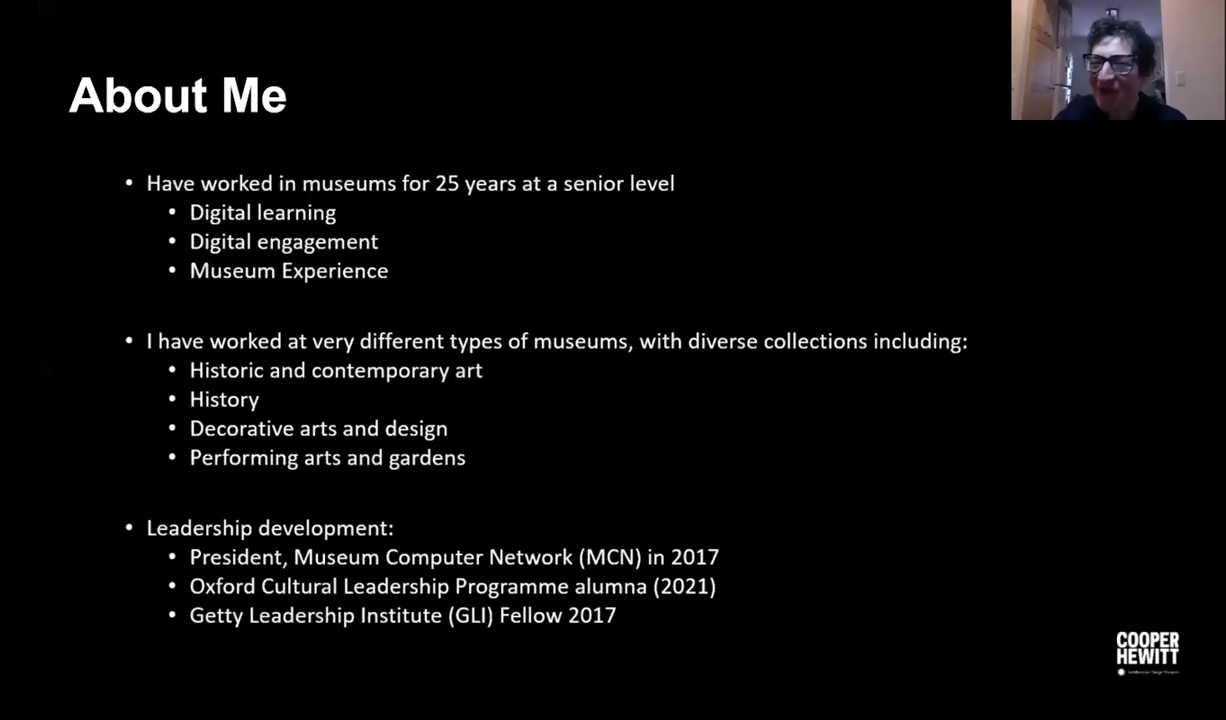 About Me
• Have worked in museums for 25 years at a senior level
• Digital learning
• Digital engagement
• Museum Experience
• I have worked at very different types of museums, with diverse collections including:
• Historic and contemporary art
• History
• Decorative arts and design
• Performing arts and gardens
• Leadership development:
• President, Museum Computer Network (MCN) in 2017
• Oxford Cultural Leadership Programme alumna (2021)
• Getty Leadership Institute (GLI) Fellow 2017
COOPER
HEWITT